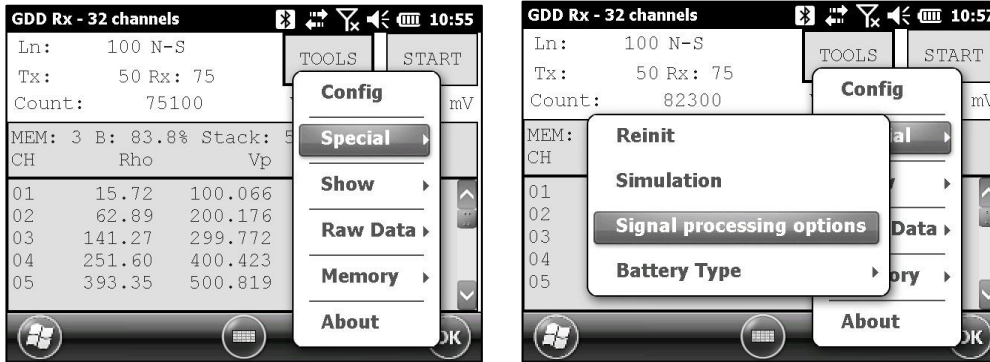 GDD Rx - 32 channels 10:55
Ln: 100 N-S
TOOLS START
Tx: 50 Rx: 75
Count: 75100 mV
MEM: 3 B: 83.8% Stack: 5
CH Rho Vp
01 15.72 100.066
02 62.89 200.176
03 141.27 299.772
04 251.60 400.423
05 393.35 500.819
Config
Special
Show
Raw Data
Memory
About
OK
GDD Rx - 32 channels 10:57
Ln: 100 N-S
TOOLS START
Tx: 50 Rx: 75
Count: 82300
MEM:
CH
01
02
03
04
05
Config
Reinit
Simulation
Signal processing options
Battery Type
Data
About